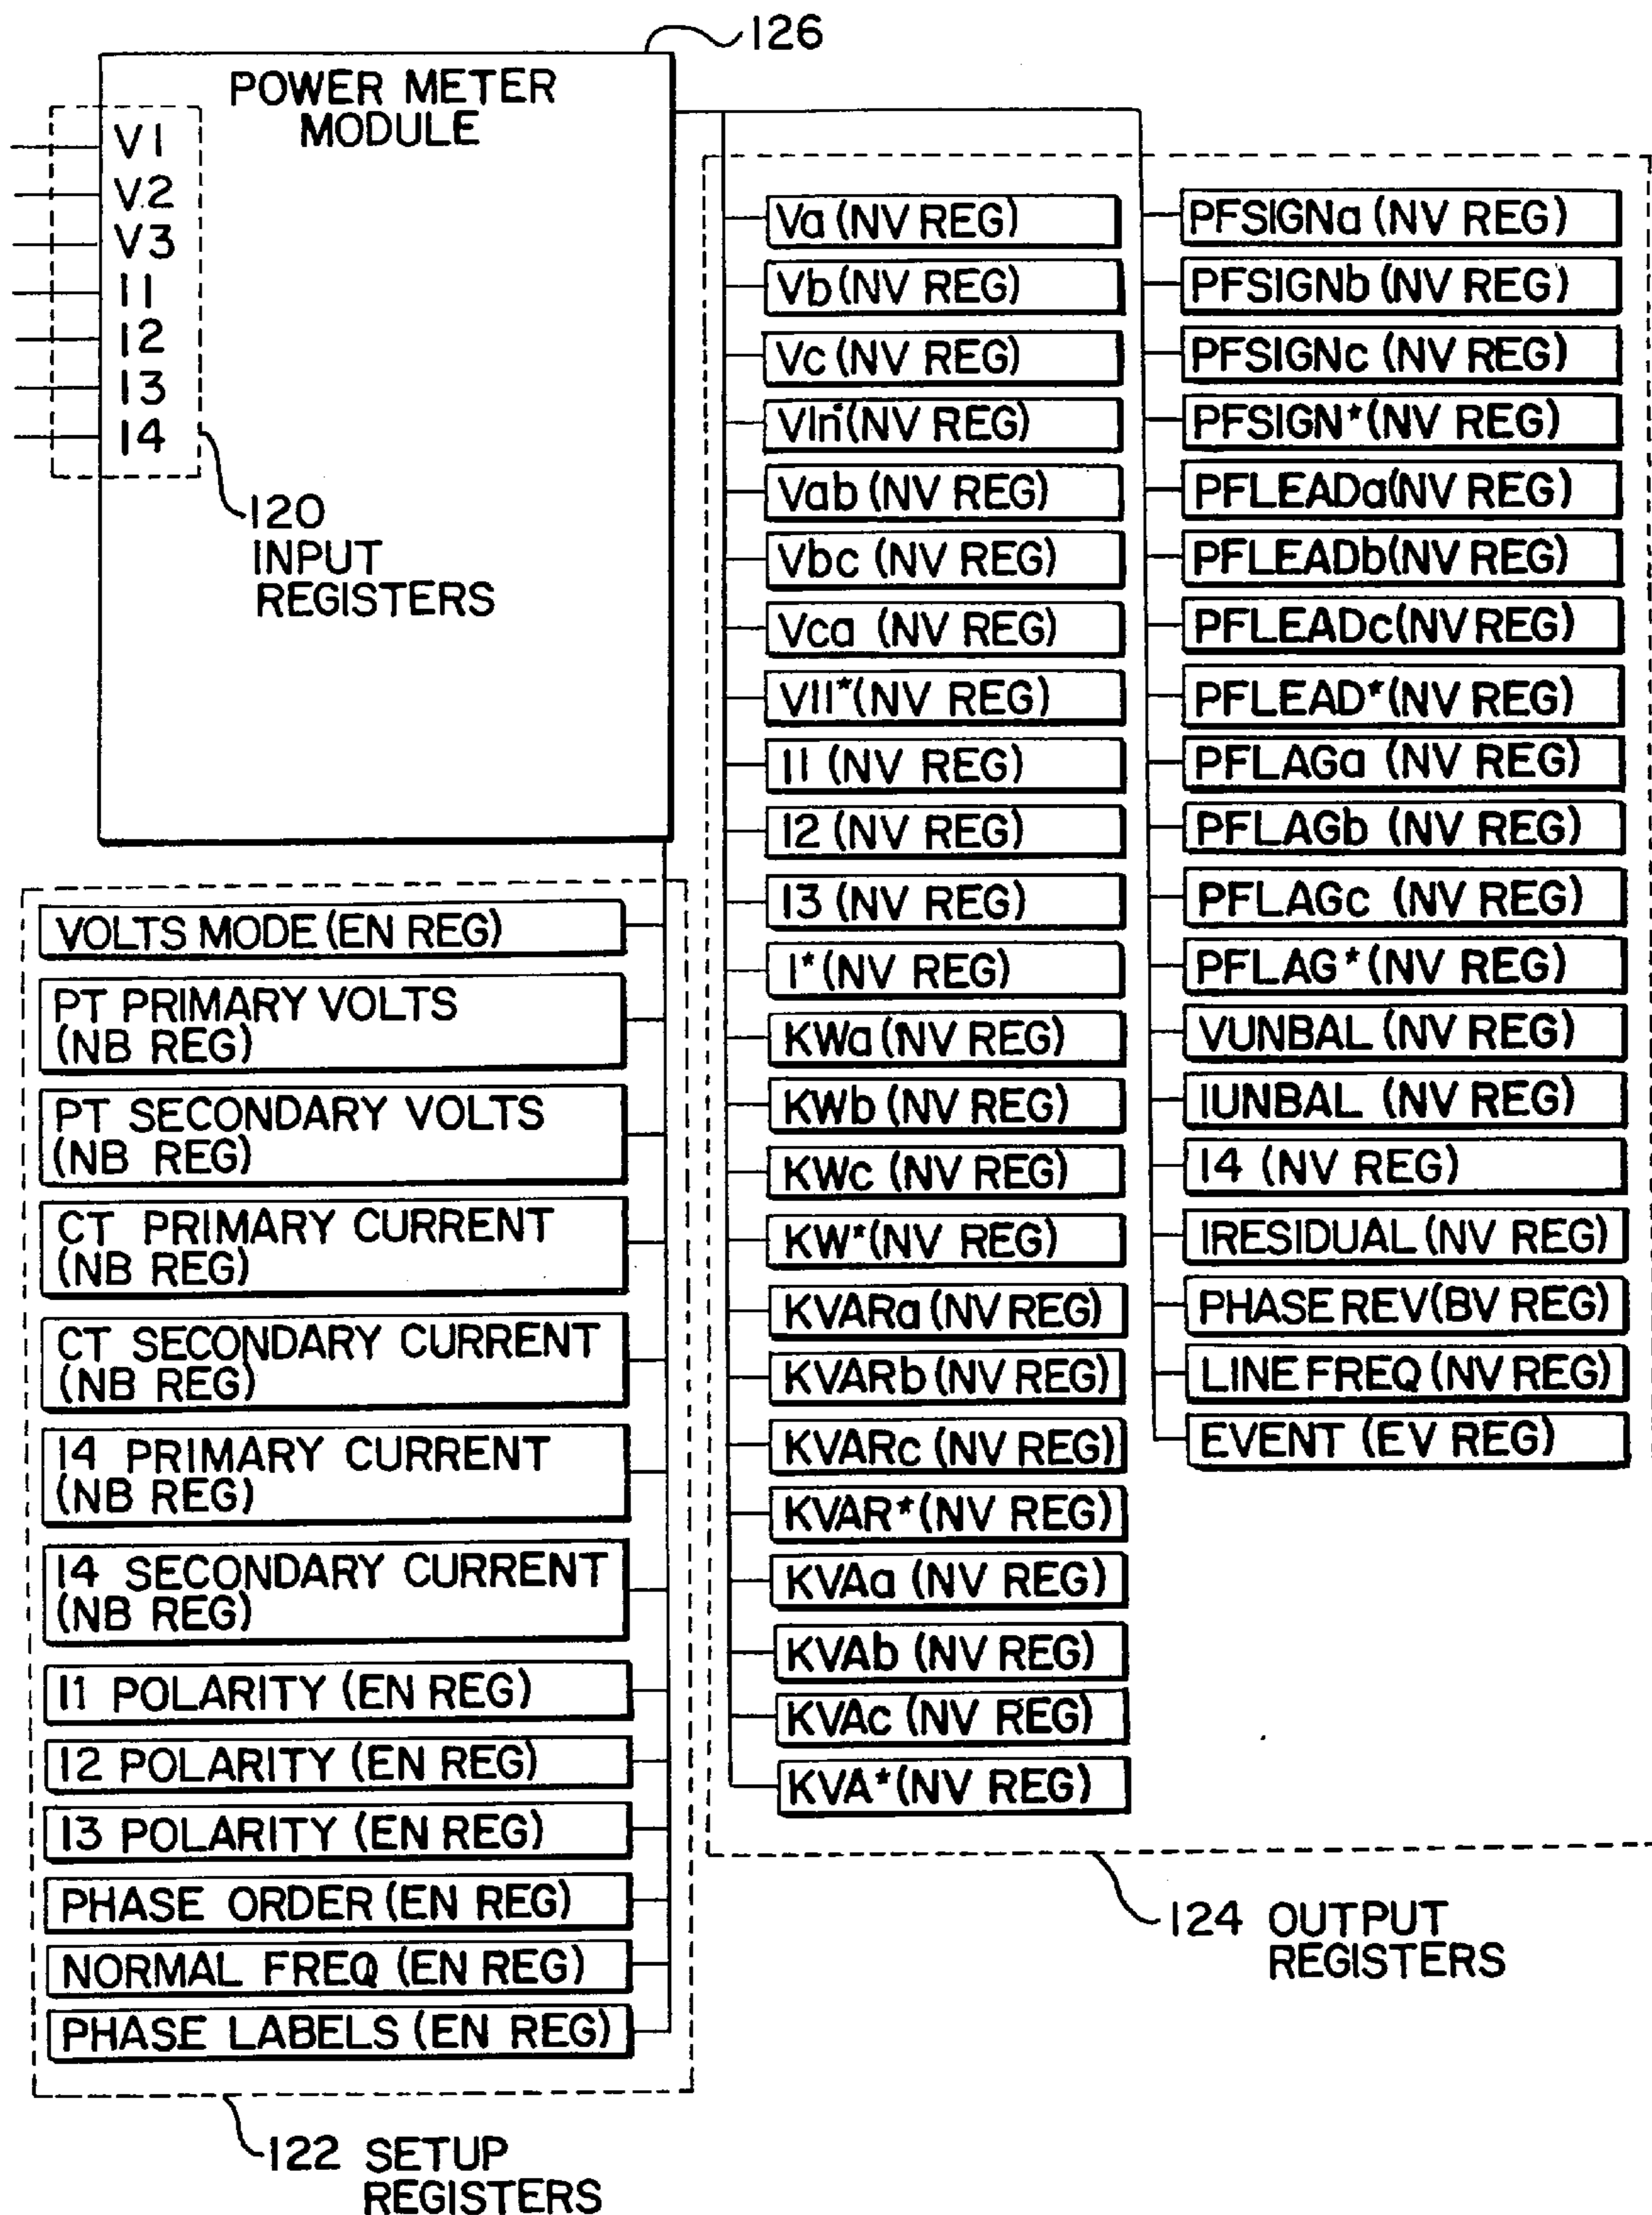 126
POWER METER
MODULE
V1
V2
V3
I1
I2
I3
I4
120
INPUT
REGISTERS
VOLTS MODE (EN REG)
PT PRIMARY VOLTS
(NB REG)
PT SECONDARY VOLTS
(NB REG)
CT PRIMARY CURRENT
(NB REG)
CT SECONDARY CURRENT
(NB REG)
I4 PRIMARY CURRENT
(NB REG)
I4 SECONDARY CURRENT
(NB REG)
I1 POLARITY (EN REG)
I2 POLARITY (EN REG)
I3 POLARITY (EN REG)
PHASE ORDER (EN REG)
NORMAL FREQ (EN REG)
PHASE LABELS (EN REG)
122 SETUP
REGISTERS
Va (NV REG)
Vb (NV REG)
Vc (NV REG)
Vln* (NV REG)
Vab (NV REG)
Vbc (NV REG)
Vca (NV REG)
Vll* (NV REG)
I1 (NV REG)
I2 (NV REG)
I3 (NV REG)
I* (NV REG)
KWa (NV REG)
KWb (NV REG)
KWc (NV REG)
KW* (NV REG)
KVARa (NV REG)
KVARb (NV REG)
KVARc (NV REG)
KVAR* (NV REG)
KVAa (NV REG)
KVAb (NV REG)
KVAc (NV REG)
KVA* (NV REG)
PFSIGNa (NV REG)
PFSIGNb (NV REG)
PFSIGNc (NV REG)
PFSIGN* (NV REG)
PFLEADa (NV REG)
PFLEADb (NV REG)
PFLEADc (NV REG)
PFLEAD* (NV REG)
PFLAGa (NV REG)
PFLAGb (NV REG)
PFLAGc (NV REG)
PFLAG* (NV REG)
VUNBAL (NV REG)
IUNBAL (NV REG)
I4 (NV REG)
IRESIDUAL (NV REG)
PHASE REV (BV REG)
LINE FREQ (NV REG)
EVENT (EV REG)
124 OUTPUT
REGISTERS